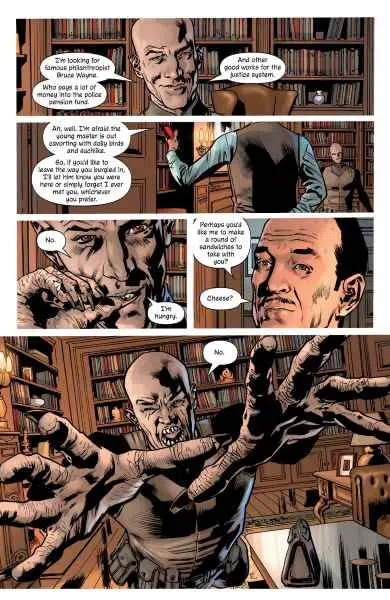 I'm looking for
famous philanthropist
Bruce Wayne.
Who pays a lot of
money into the police
pension fund.
And other
good works for the
justice system.
Ah, well. I'm afraid the
young master is out
cavorting with dolly birds
and suchlike.
So, if you'd like to
leave the way you burgled in,
I'll let him know you were
here or simply forget I ever
met you, whichever
you prefer.
No.
I'm
hungry.
Perhaps you'd
like me to make
a round of
sandwiches to
take with
you?
Cheese?
No.